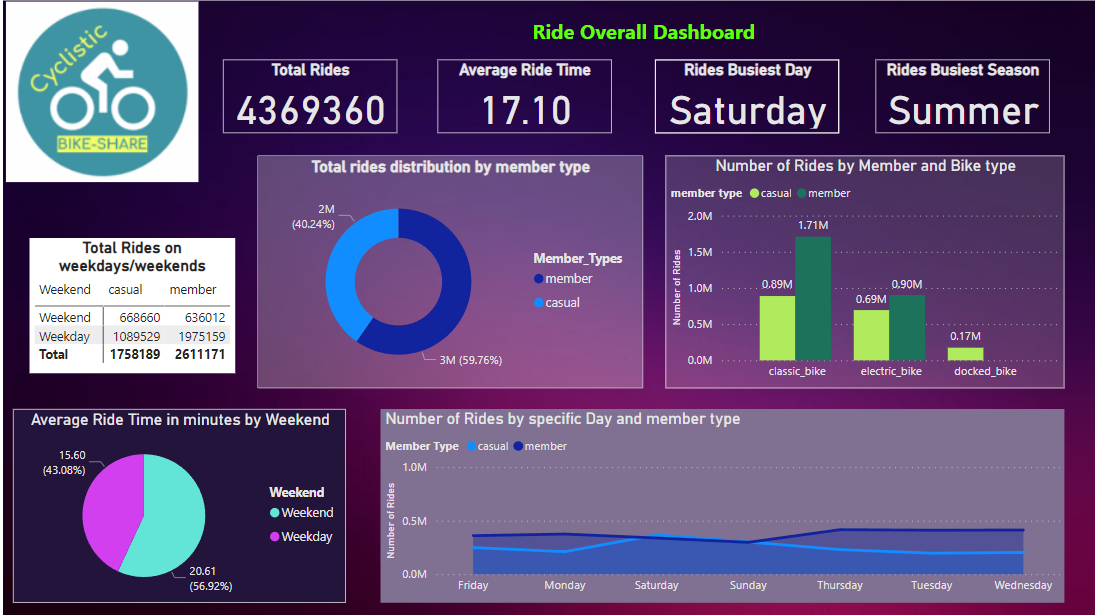 Cyclistic
BIKE-SHARE
Ride Overall Dashboard
Total Rides
4369360
Average Ride Time
17.10
Rides Busiest Day
Saturday
Rides Busiest Season
Summer
Total Rides on
weekdays/weekends
Weekend casual member
Weekend 668660 636012
Weekday 1089529 1975159
Total 1758189 2611171
Total rides distribution by member type
2M
(40.24%)
3M (59.76%)
Member_Types
member
casual
Number of Rides by Member and Bike type
member type casual member
Number of Rides
2.0M
1.5M
1.0M
0.5M
0.0M
0.89M
1.71M
0.69M
0.90M
0.17M
classic_bike electric_bike docked_bike
Average Ride Time in minutes by Weekend
15.60
(43.08%)
20.61
(56.92%)
Weekend
Weekend
Weekday
Number of Rides by specific Day and member type
Member Type casual member
Number of Rides
1.0M
0.5M
0.0M
Friday Monday Saturday Sunday Thursday Tuesday Wednesday